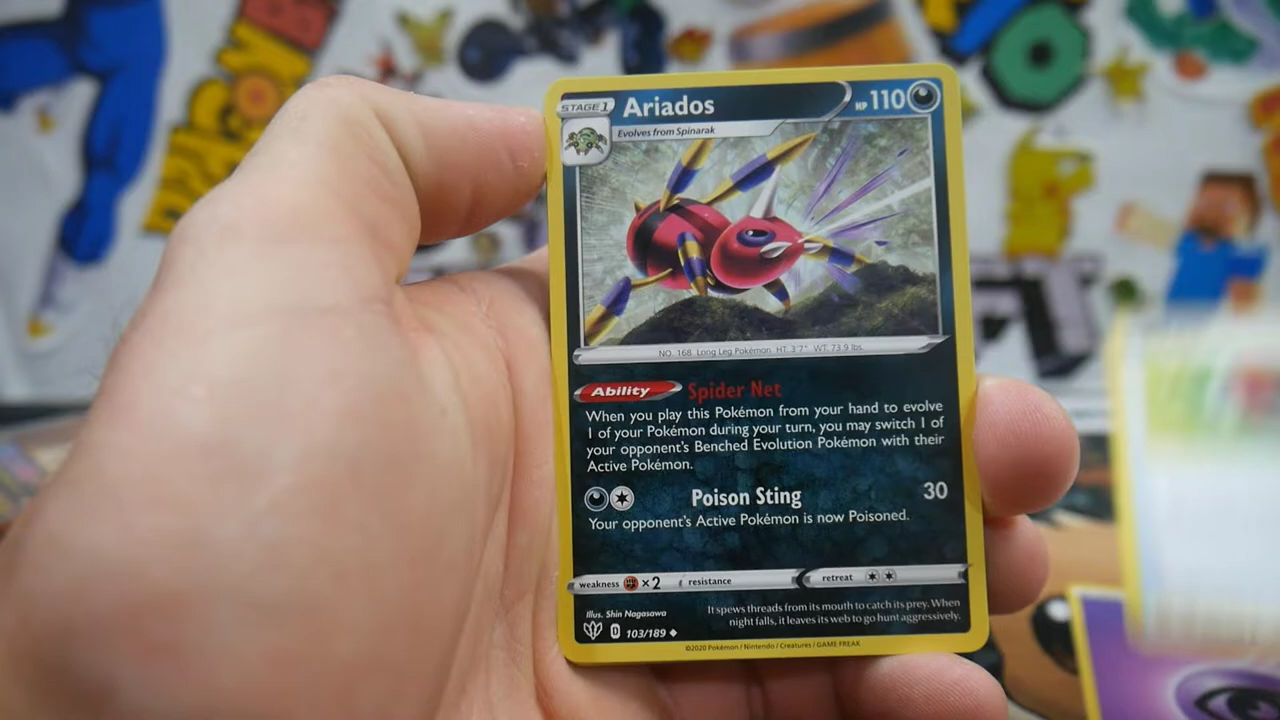 STAGE 1
Ariados
HP 110
Evolves from Spinarak
NO. 168 Long Leg Pokémon HT. 3'7" WT. 73.9 lbs.
Ability Spider Net
When you play this Pokémon from your hand to evolve
1 of your Pokémon during your turn, you may switch 1 of
your opponent's Benched Evolution Pokémon with their
Active Pokémon.
Poison Sting 30
Your opponent's Active Pokémon is now Poisoned.
weakness ×2 resistance retreat
Illus. Shin Nagasawa
It spews threads from its mouth to catch its prey. When
night falls, it leaves its web to go hunt aggressively.
D 103/189
©2020 Pokémon / Nintendo / Creatures / GAME FREAK